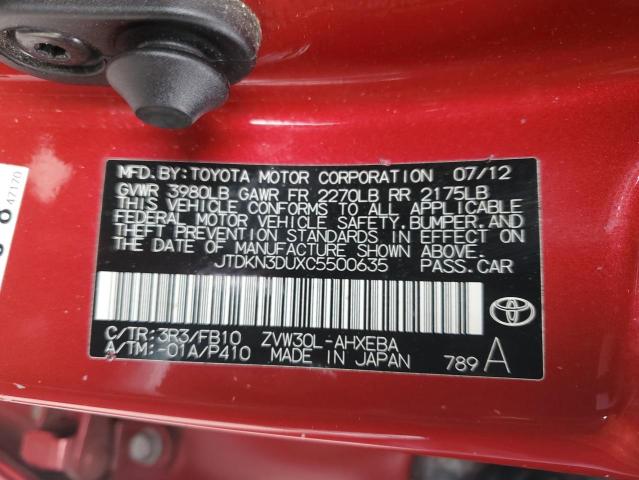 MFD. BY: TOYOTA MOTOR CORPORATION 07/12
GVWR 3980LB GAWR FR 2270LB RR 2175LB
THIS VEHICLE CONFORMS TO ALL APPLICABLE
FEDERAL MOTOR VEHICLE SAFETY, BUMPER, AND
THEFT PREVENTION STANDARDS IN EFFECT ON
THE DATE OF MANUFACTURE SHOWN ABOVE.
JTDKN3DUXC5500635 PASS. CAR
C/TR: 3R3/FB10 ZVW30L-AHXEBA
A/TM: -01A/P410 MADE IN JAPAN 789 A
A7170